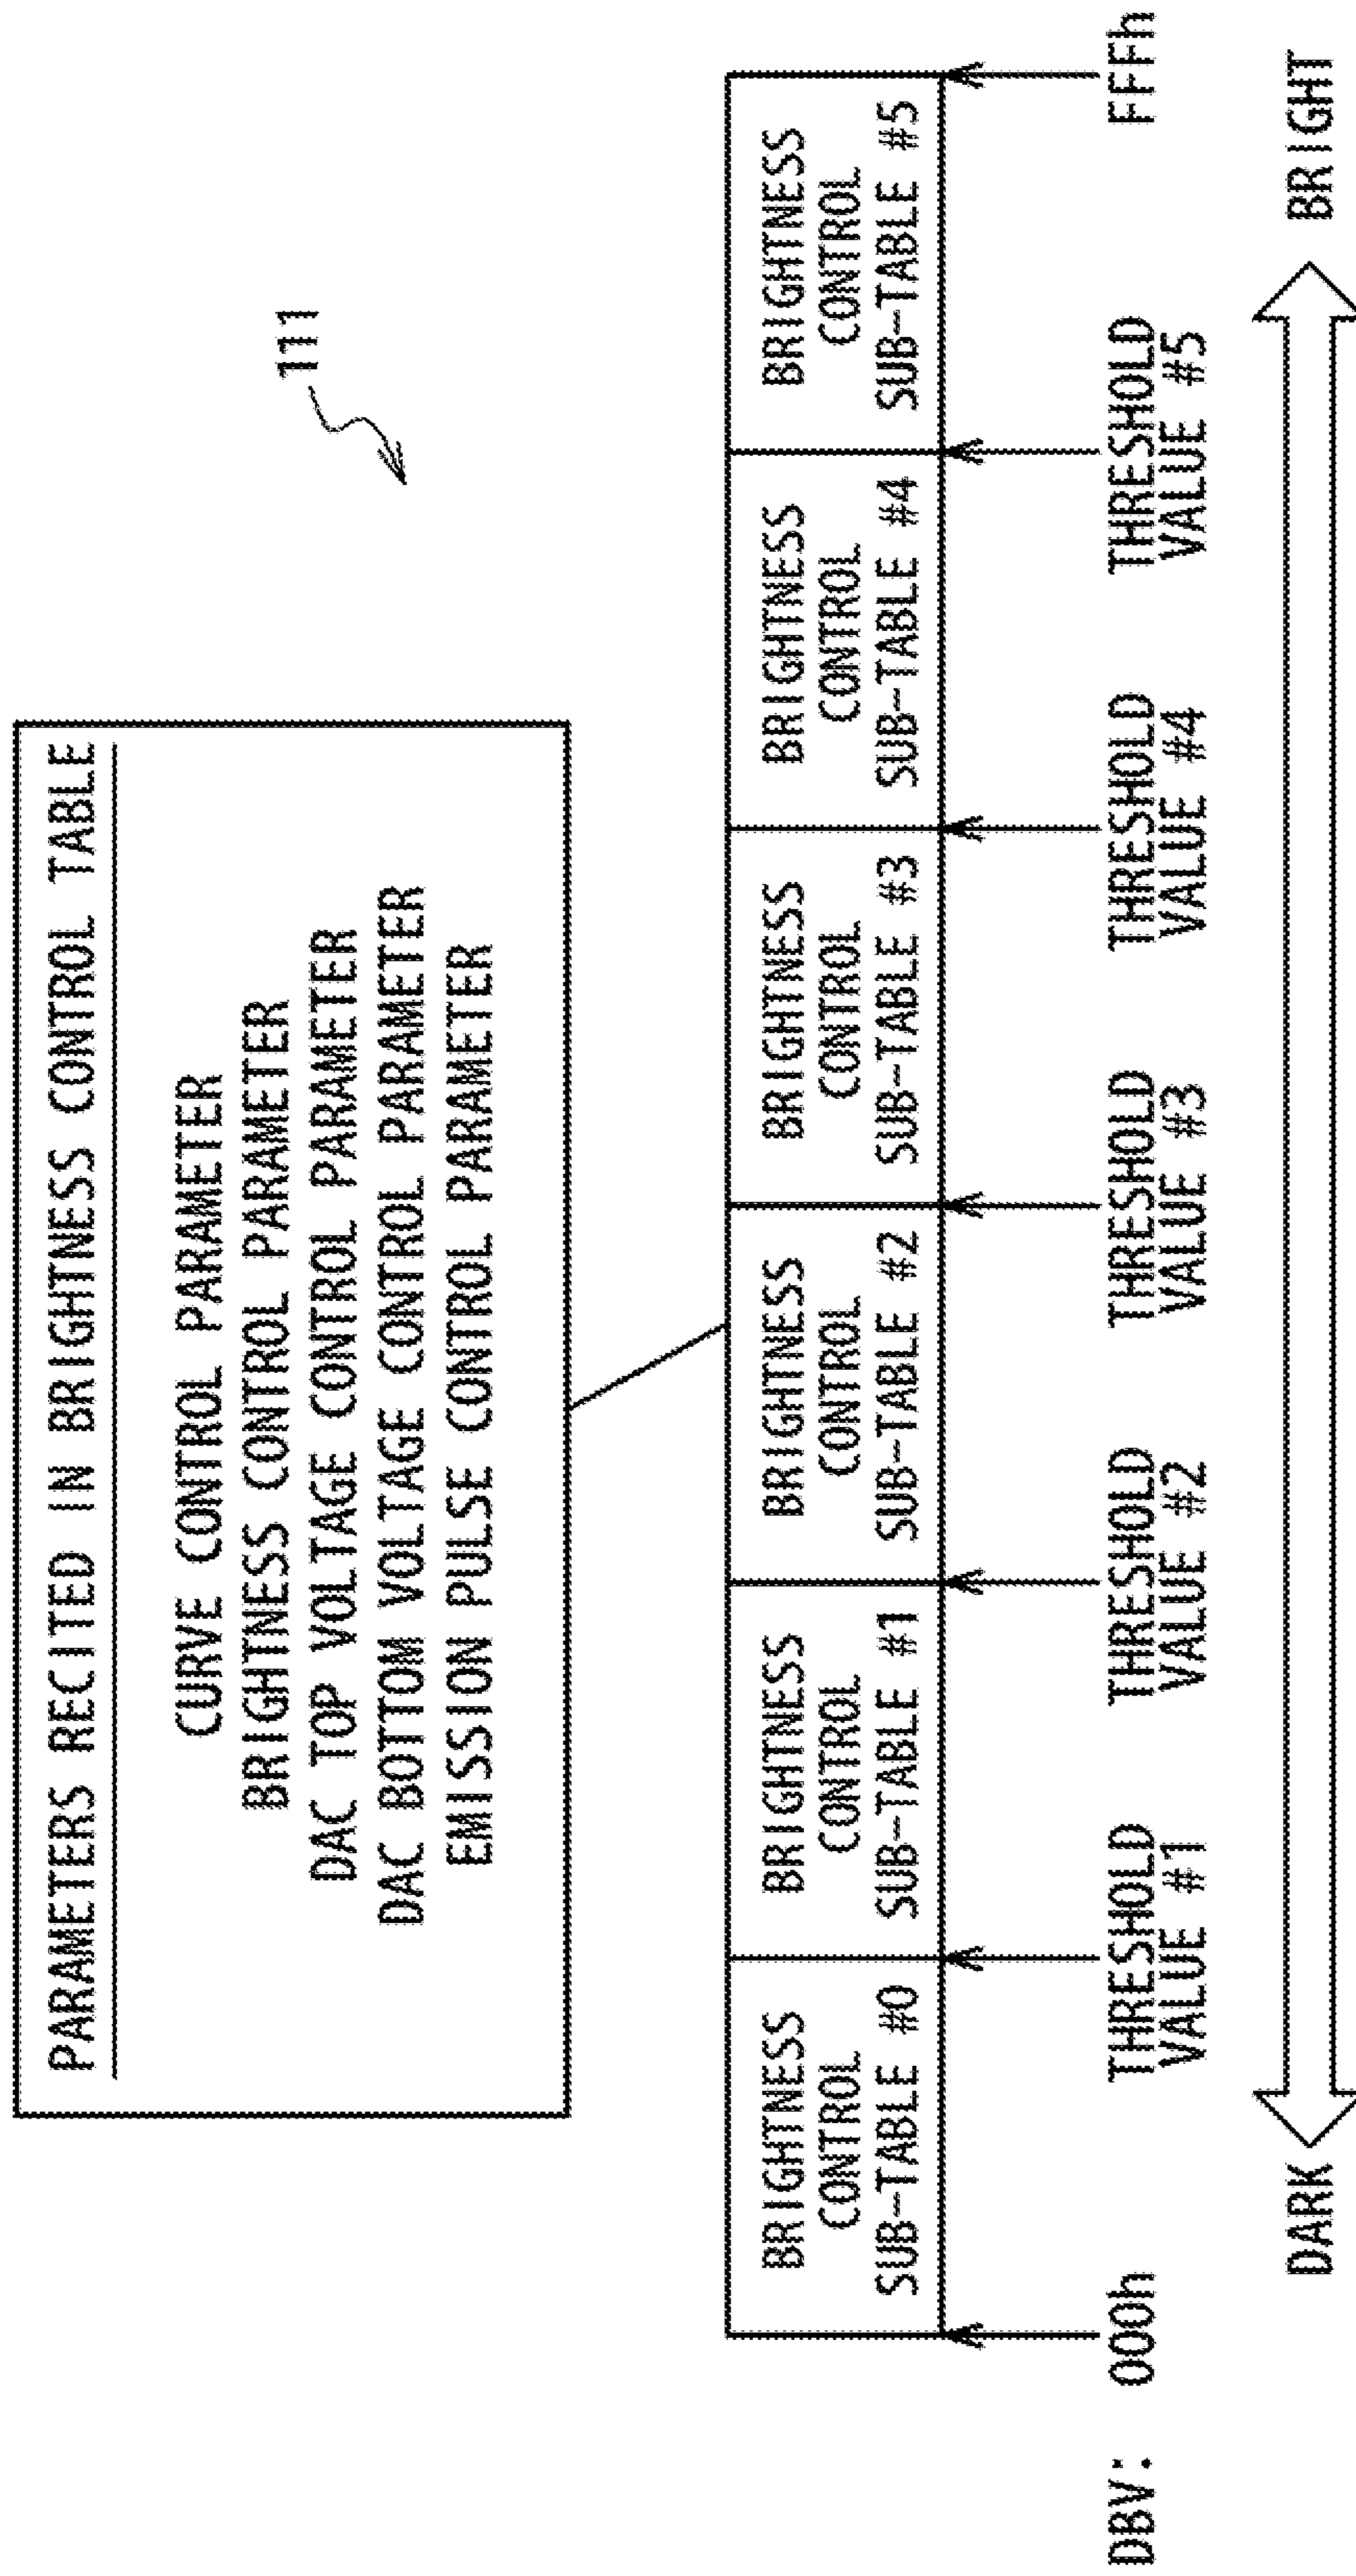 PARAMETERS RECITED IN BRIGHTNESS CONTROL TABLE
CURVE CONTROL PARAMETER
BRIGHTNESS CONTROL PARAMETER
DAC TOP VOLTAGE CONTROL PARAMETER
DAC BOTTOM VOLTAGE CONTROL PARAMETER
EMISSION PULSE CONTROL PARAMETER
111
BRIGHTNESS
CONTROL
SUB-TABLE #0
BRIGHTNESS
CONTROL
SUB-TABLE #1
BRIGHTNESS
CONTROL
SUB-TABLE #2
BRIGHTNESS
CONTROL
SUB-TABLE #3
BRIGHTNESS
CONTROL
SUB-TABLE #4
BRIGHTNESS
CONTROL
SUB-TABLE #5
DBV: 000h
THRESHOLD
VALUE #1
THRESHOLD
VALUE #2
THRESHOLD
VALUE #3
THRESHOLD
VALUE #4
THRESHOLD
VALUE #5
FFFh
DARK
BRIGHT